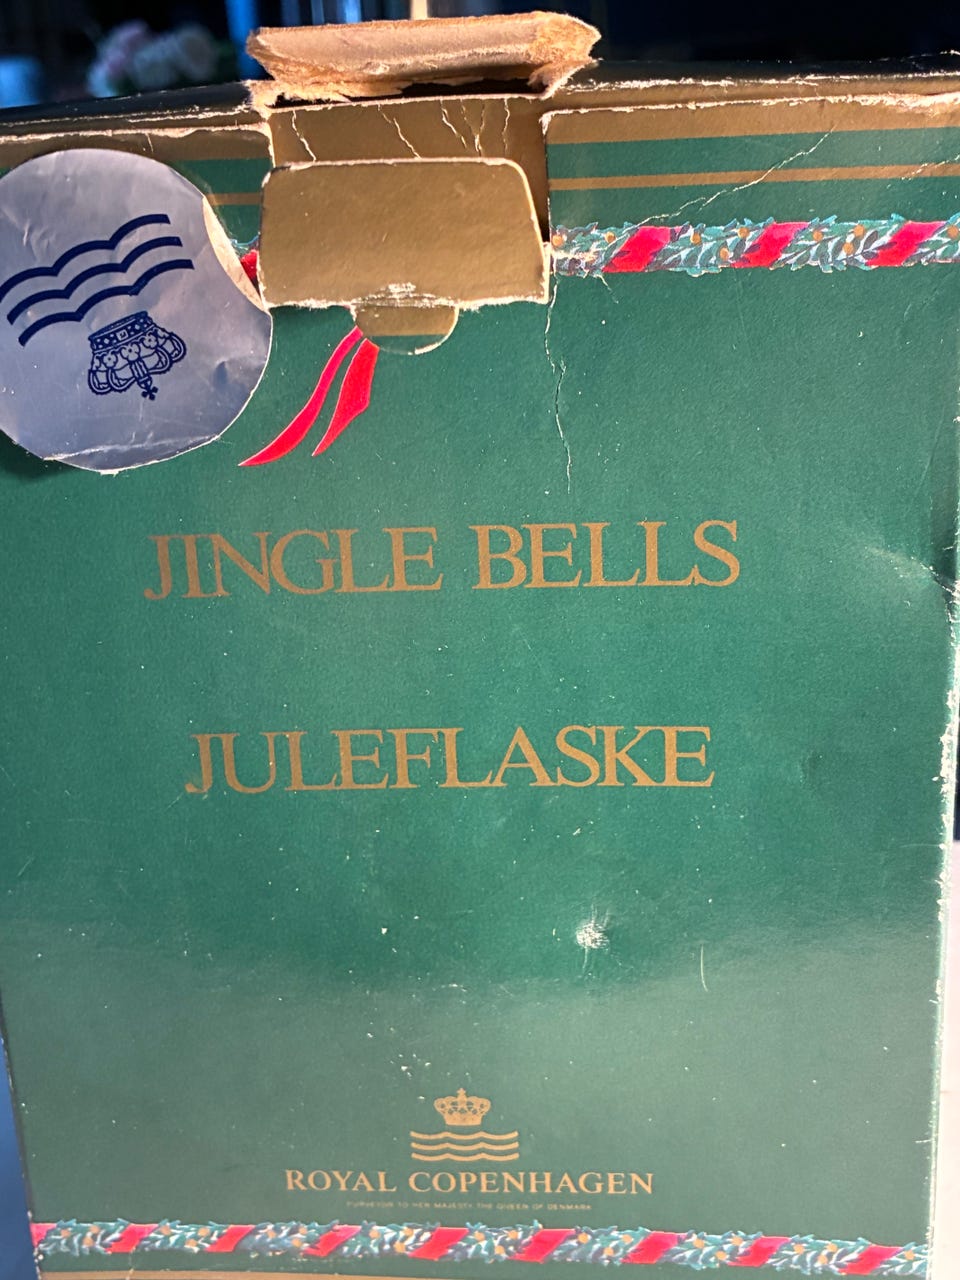 JINGLE BELLS
JULEFLASKE
ROYAL COPENHAGEN
PURVEYOR TO HER MAJESTY THE QUEEN OF DENMARK